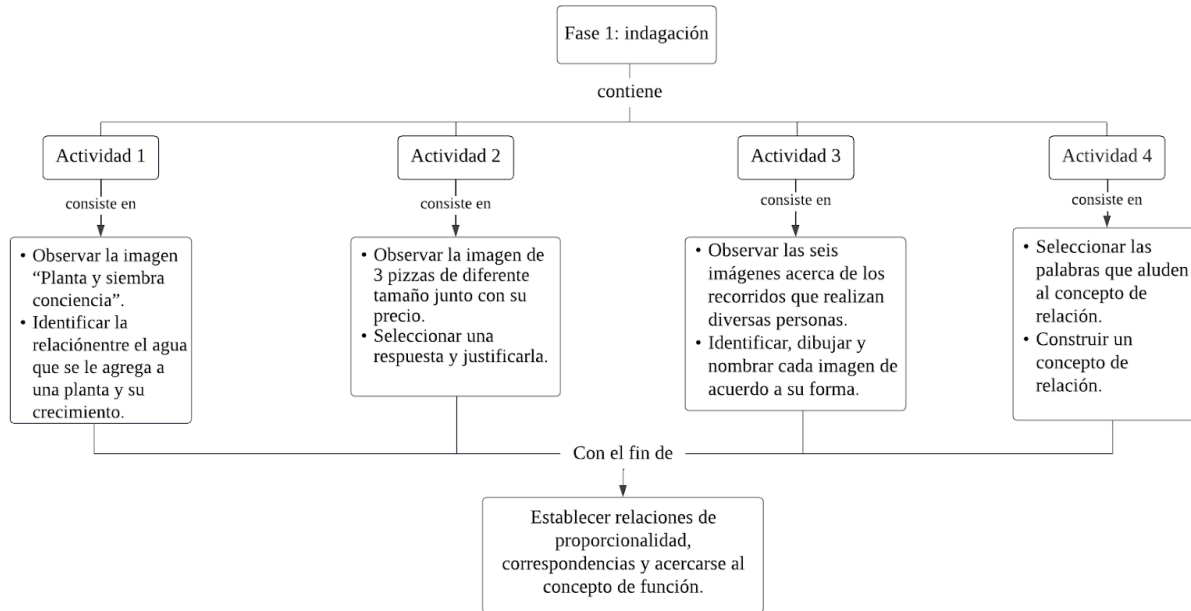 Fase 1: indagación
contiene
Actividad 1
consiste en
• Observar la imagen
“Planta y siembra
conciencia”.
• Identificar la
relaciónentre el agua
que se le agrega a
una planta y su
crecimiento.
Actividad 2
consiste en
• Observar la imagen de
3 pizzas de diferente
tamaño junto con su
precio.
• Seleccionar una
respuesta y justificarla.
Actividad 3
consiste en
• Observar las seis
imágenes acerca de los
recorridos que realizan
diversas personas.
• Identificar, dibujar y
nombrar cada imagen de
acuerdo a su forma.
Actividad 4
consiste en
• Seleccionar las
palabras que aluden
al concepto de
relación.
• Construir un
concepto de
relación.
Con el fin de
Establecer relaciones de
proporcionalidad,
correspondencias y acercarse al
concepto de función.